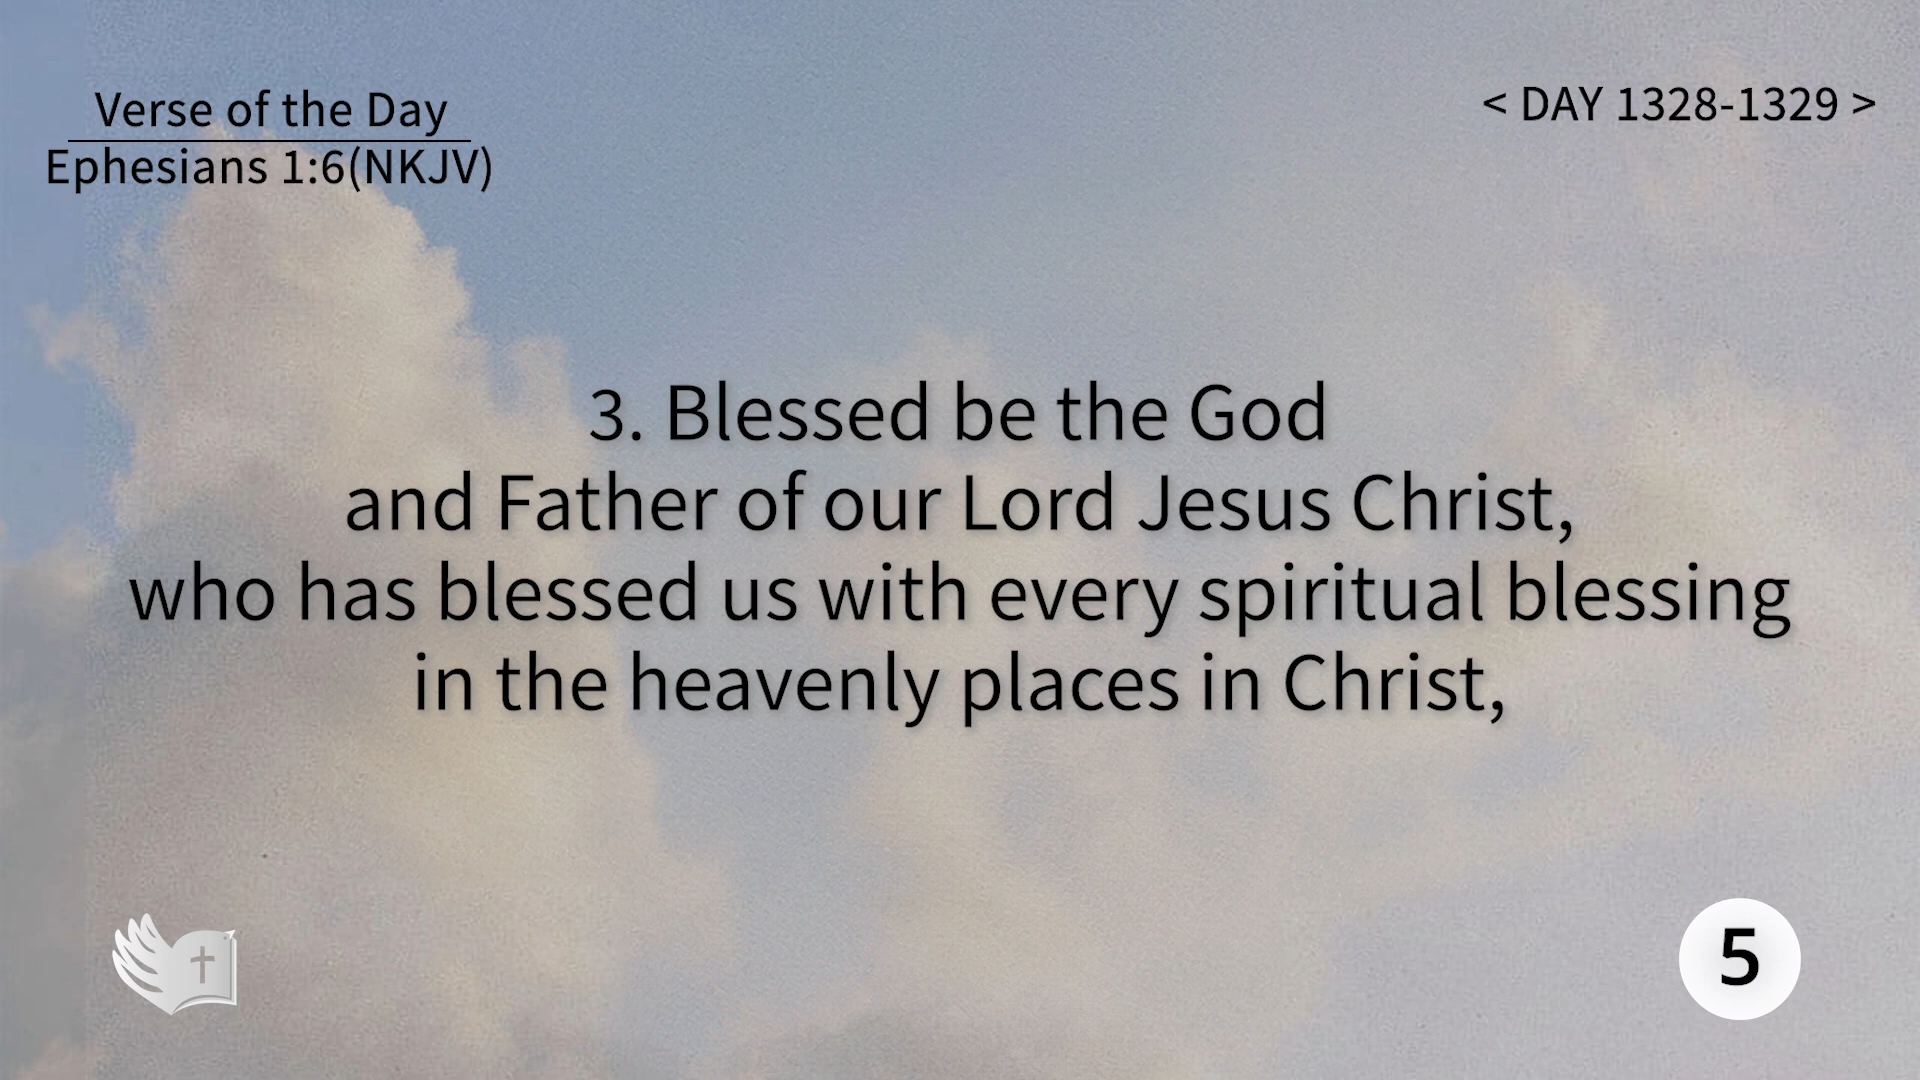 Verse of the Day
Ephesians 1:6(NKJV)
< DAY 1328-1329 >
3. Blessed be the God
and Father of our Lord Jesus Christ,
who has blessed us with every spiritual blessing
in the heavenly places in Christ,
5